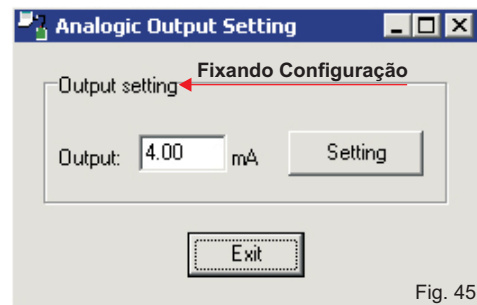 Analogic Output Setting
Fixando Configuração
Output setting
Output: 4.00 mA Setting
Exit
Fig. 45